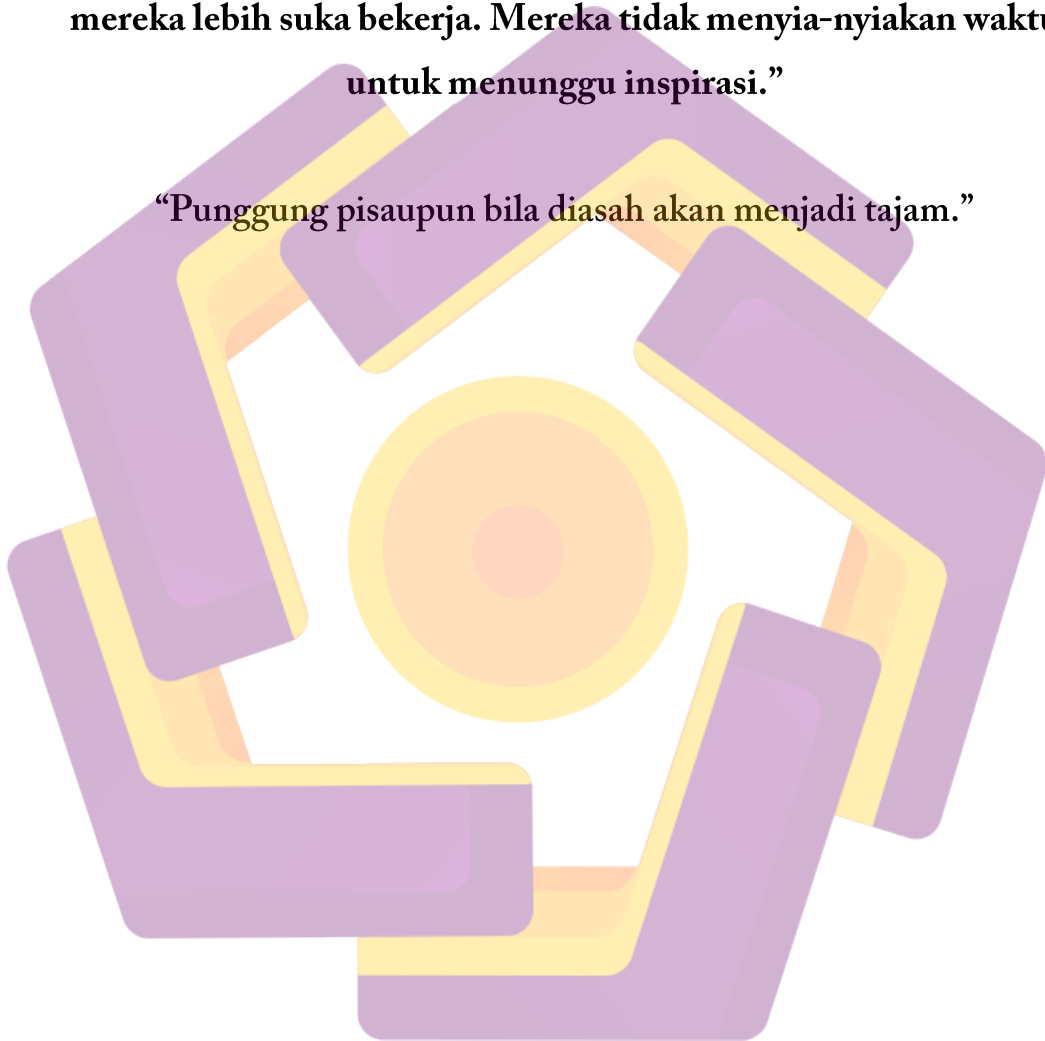 mereka lebih suka bekerja. Mereka tidak menyia-nyiakan waktu
untuk menunggu inspirasi.”
“Punggung pisaupun bila diasah akan menjadi tajam.”